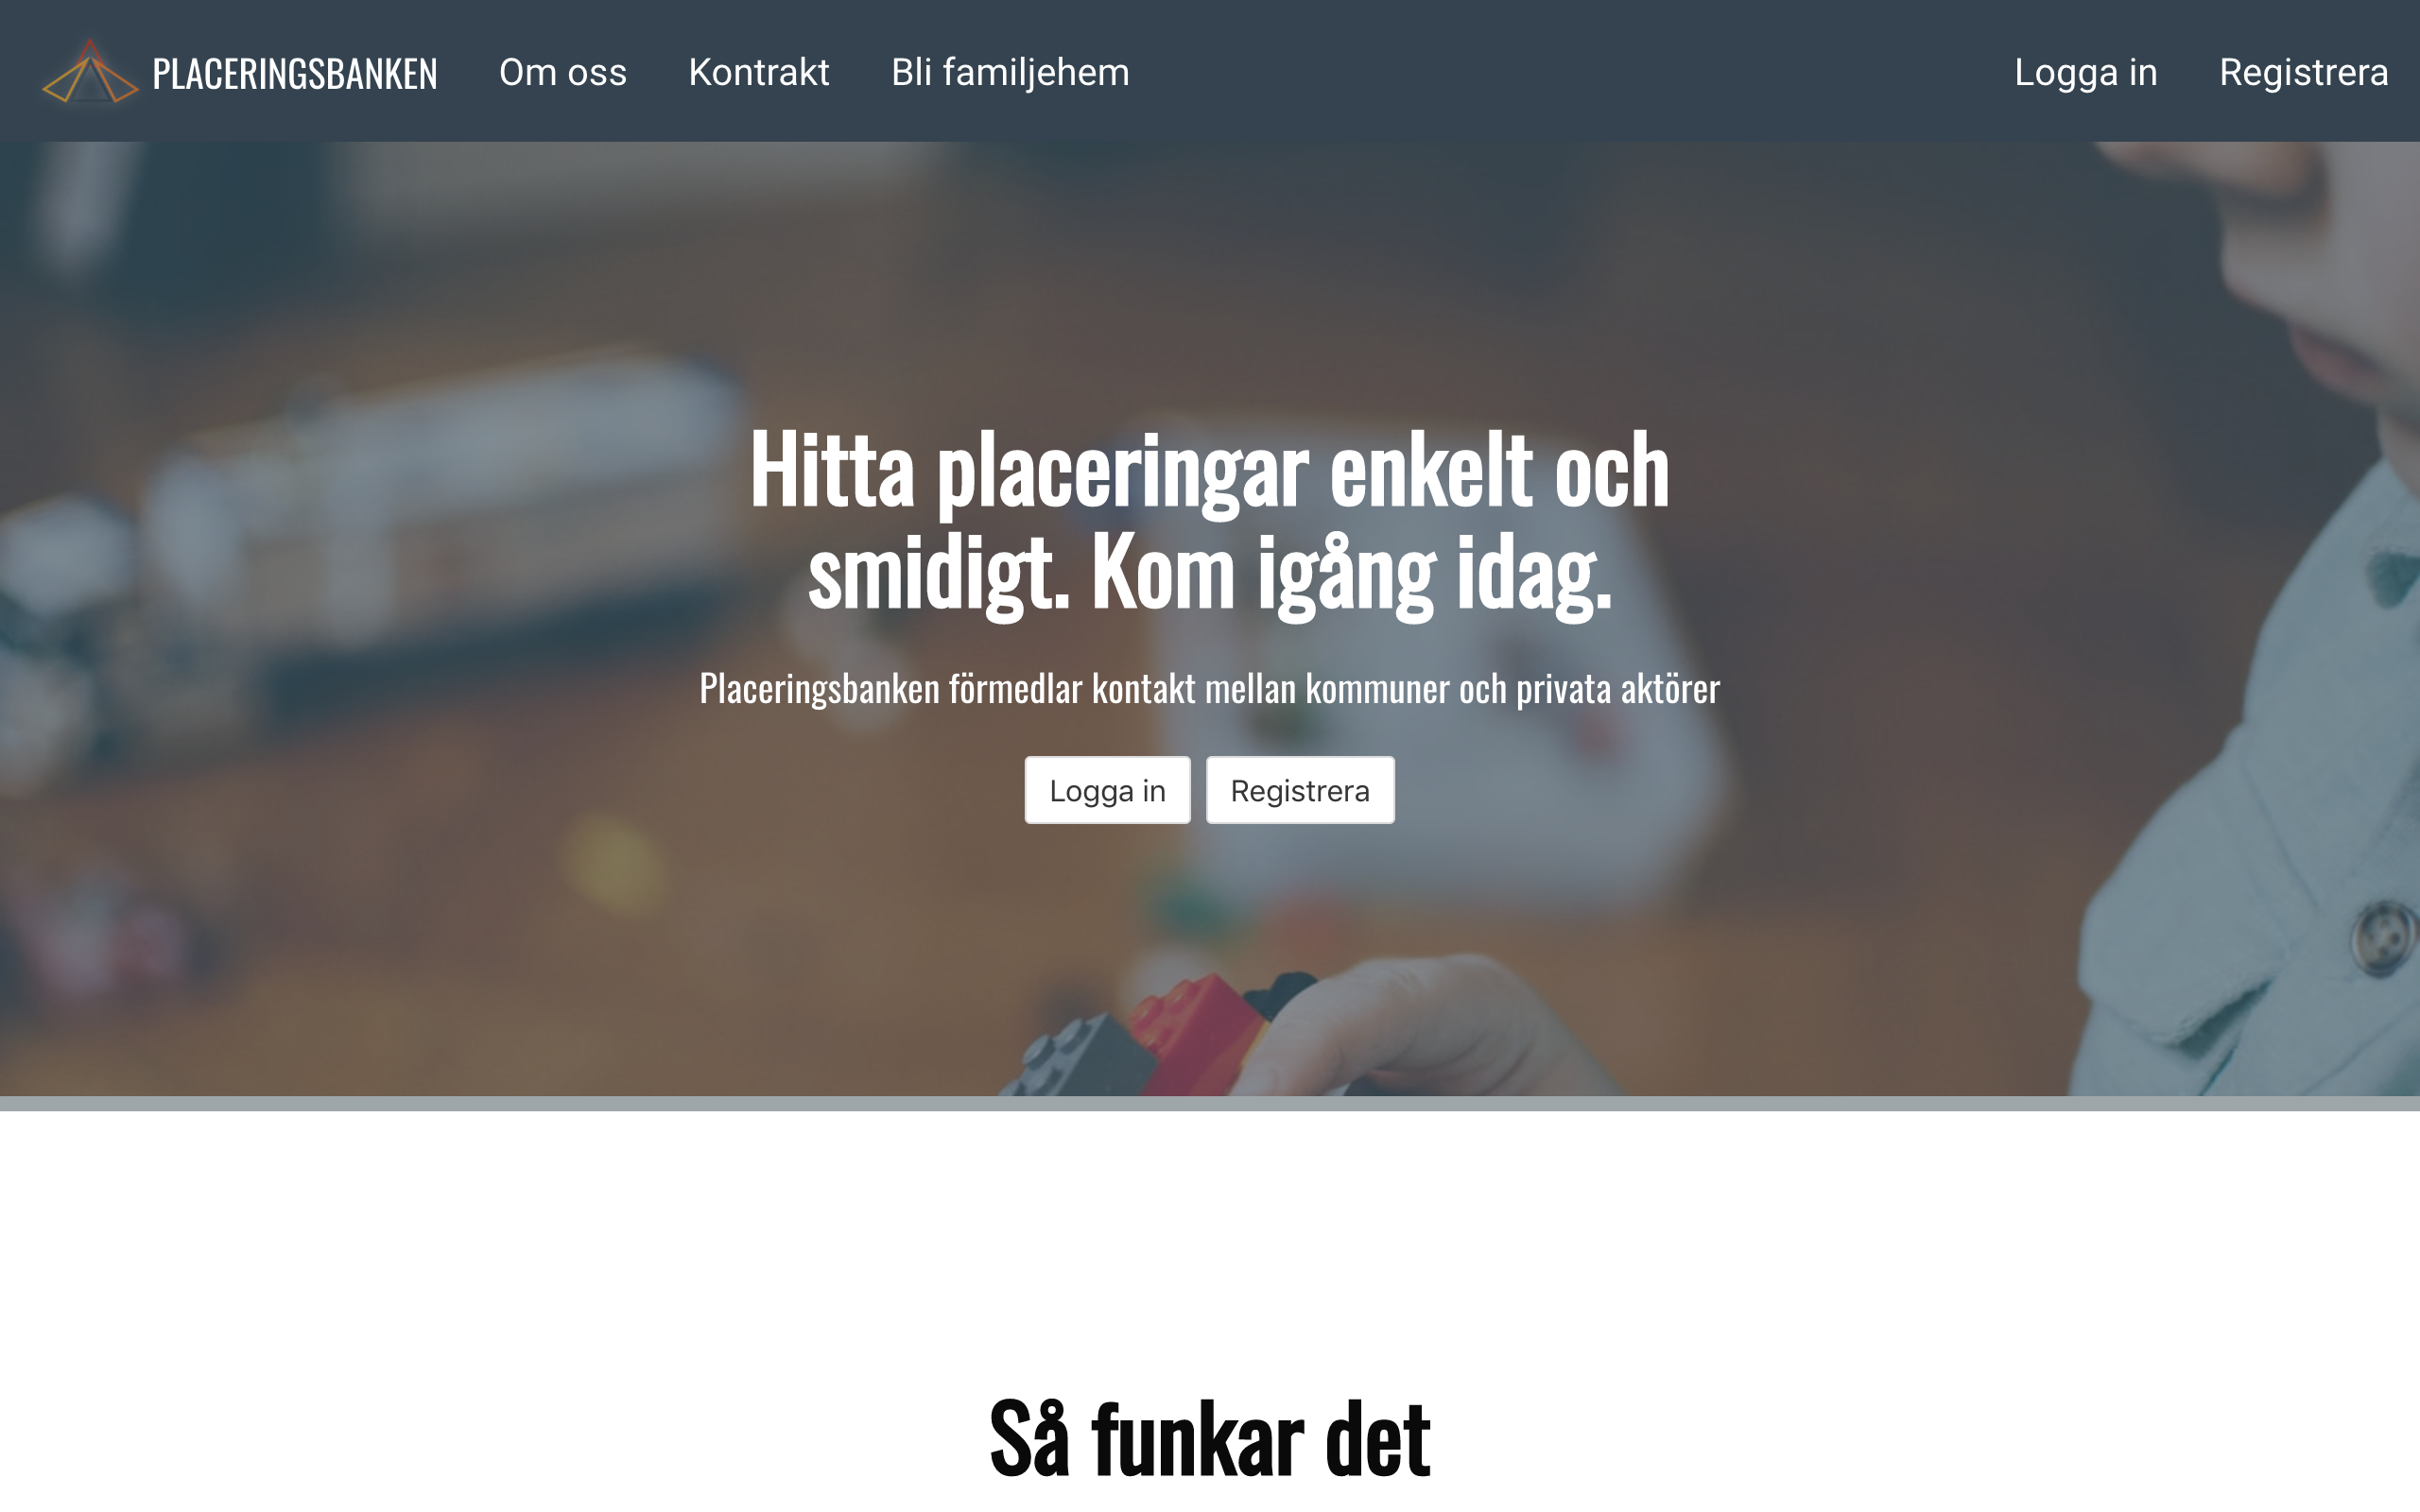 PLACERINGSBANKEN
Om oss
Kontrakt
Bli familjehem
Logga in
Registrera
Hitta placeringar enkelt och
smidigt. Kom igång idag.
Placeringsbanken förmedlar kontakt mellan kommuner och privata aktörer
Logga in
Registrera
Så funkar det